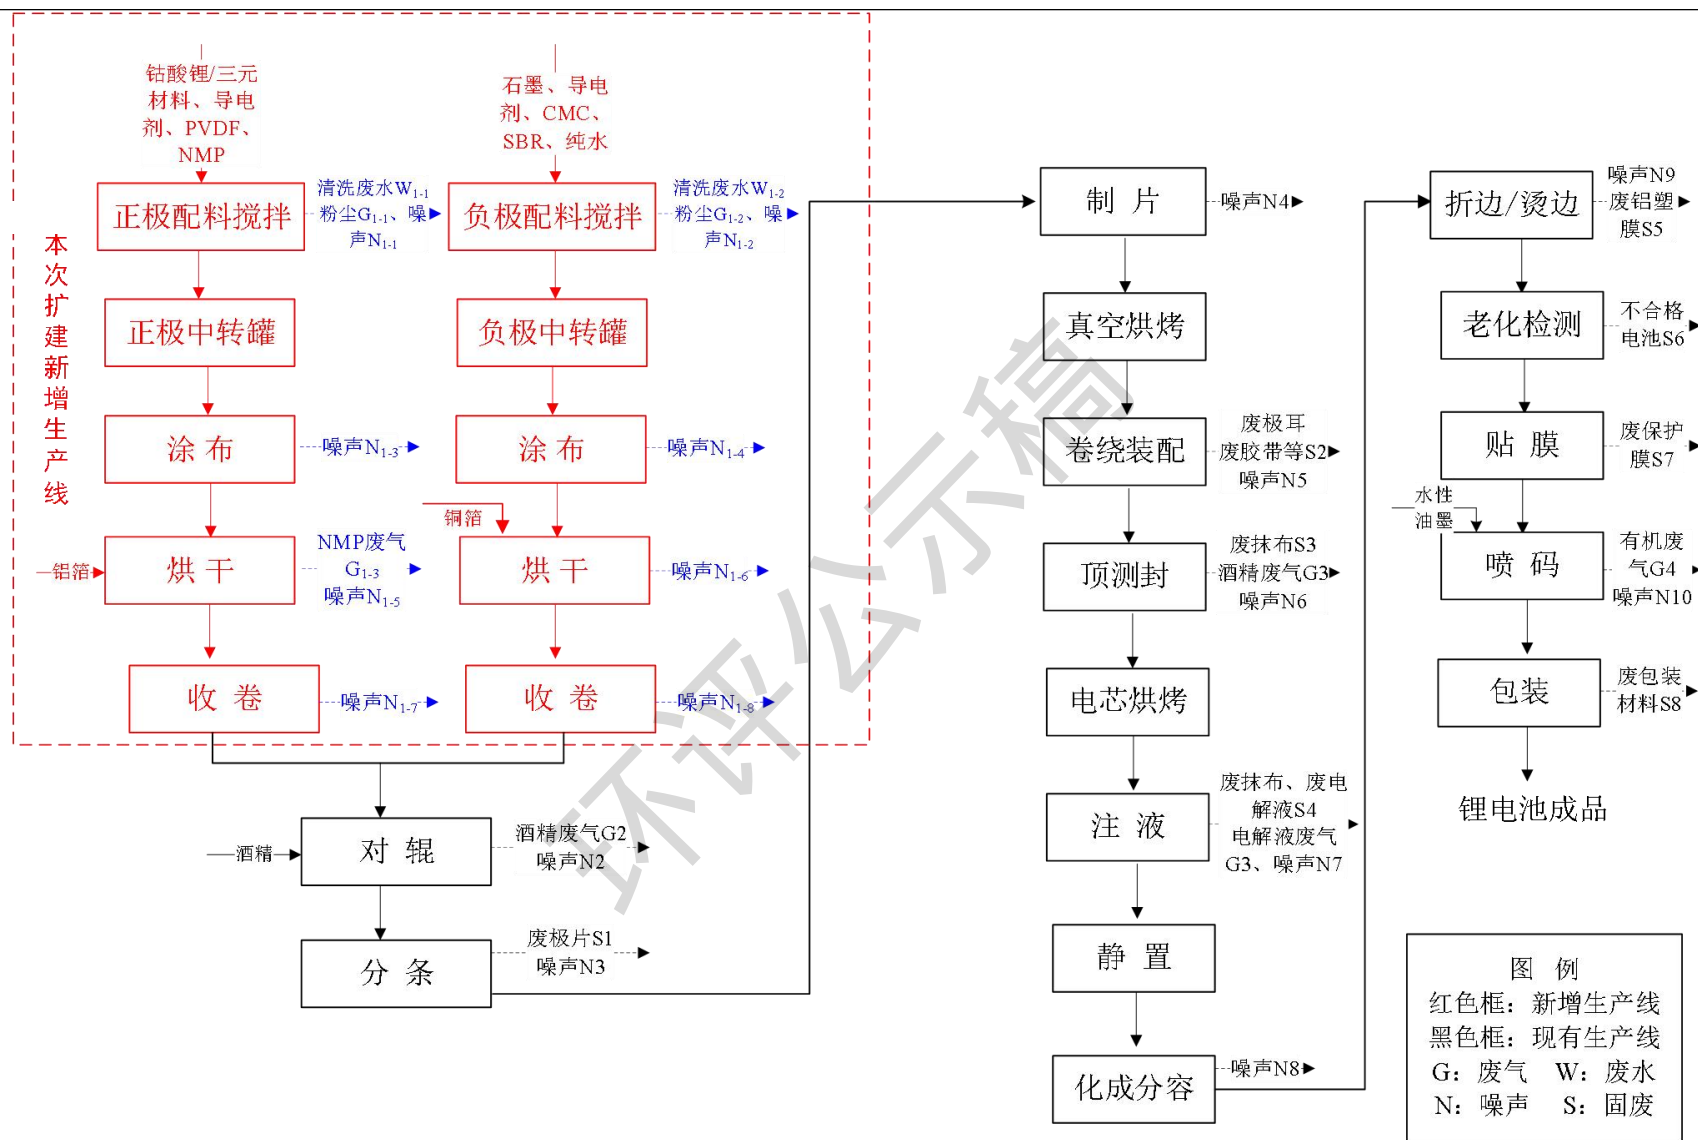 本次扩建新增生产线
钴酸锂/三元
材料、导电
剂、PVDF、
NMP
正极配料搅拌
清洗废水W1-1
粉尘G1-1、噪
声N1-1
正极中转罐
涂 布
噪声N1-3
铝箔
烘 干
NMP废气
G1-3
噪声N1-5
收 卷
噪声N1-7
石墨、导电
剂、CMC、
SBR、纯水
负极配料搅拌
清洗废水W1-2
粉尘G1-2、噪
声N1-2
负极中转罐
涂 布
噪声N1-4
铜箔
烘 干
噪声N1-6
收 卷
噪声N1-8
酒精
对 辊
酒精废气G2
噪声N2
分 条
废极片S1
噪声N3
制 片
噪声N4
真空烘烤
卷绕装配
废极耳
废胶带等S2
噪声N5
顶测封
废抹布S3
酒精废气G3
噪声N6
电芯烘烤
注 液
废抹布、废电
解液S4
电解液废气
G3、噪声N7
静 置
化成分容
噪声N8
折边/烫边
噪声N9
废铝塑
膜S5
老化检测
不合格
电池S6
贴 膜
废保护
膜S7
水性
油墨
喷 码
有机废
气G4
噪声N10
包装
废包装
材料S8
锂电池成品
图 例
红色框：新增生产线
黑色框：现有生产线
G：废气 W：废水
N：噪声 S：固废
环评公示稿